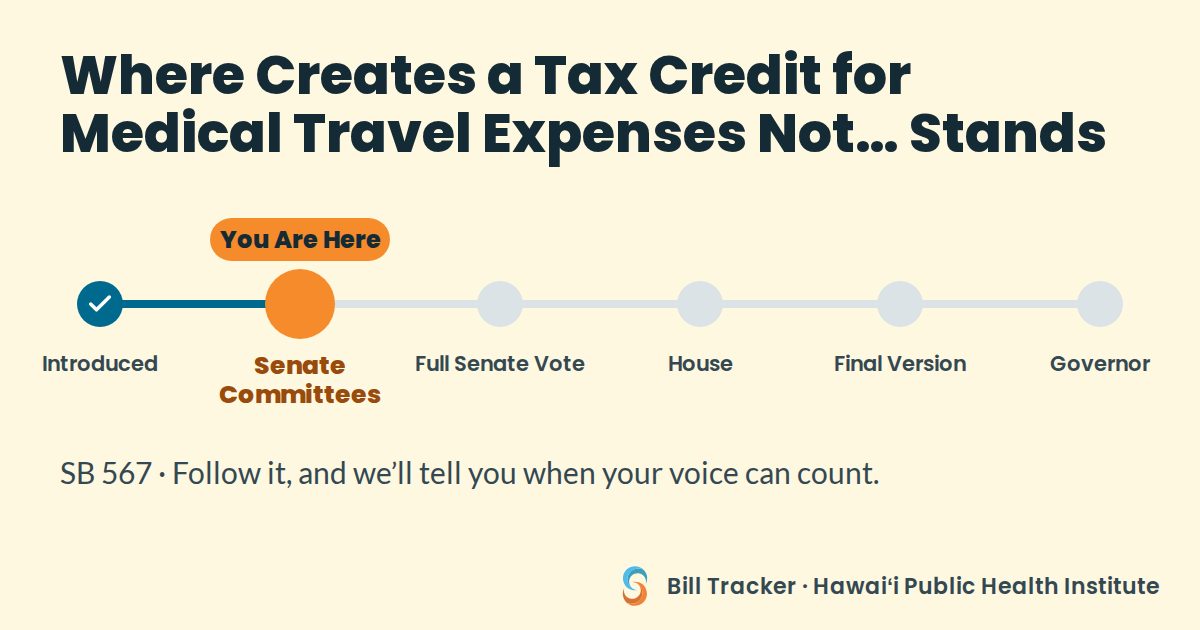 Where Creates a Tax Credit for
Medical Travel Expenses Not... Stands
You Are Here
Introduced
Senate
Committees
Full Senate Vote
House
Final Version
Governor
SB 567 · Follow it, and we’ll tell you when your voice can count.
Bill Tracker · Hawaiʻi Public Health Institute